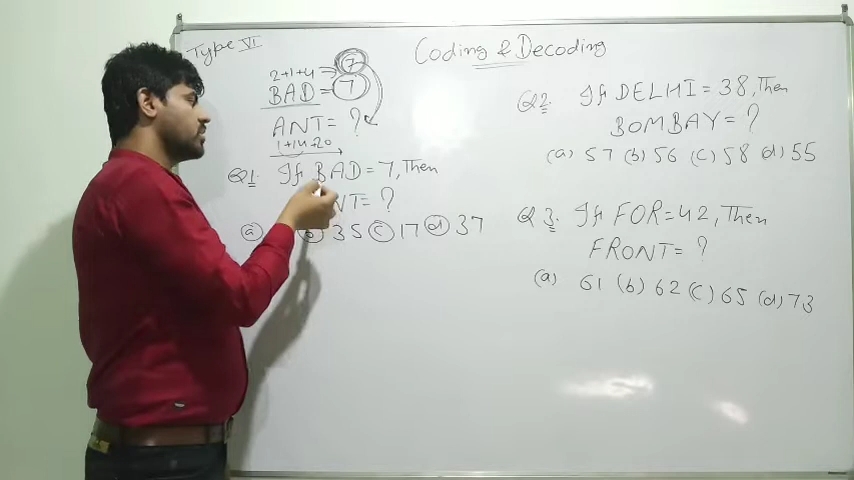 Type VI
Coding & Decoding
2+1+4 7
BAD = 7
ANT = ?
1+14+20
Q1. If BAD = 7, Then
NT = ?
(a) (b) 35 (c) 17 (d) 37
Q2. If DELHI = 38, Then
BOMBAY = ?
(a) 57 (b) 56 (c) 58 (d) 55
Q 3. If FOR = 42, Then
FRONT = ?
(a) 61 (b) 62 (c) 65 (d) 73